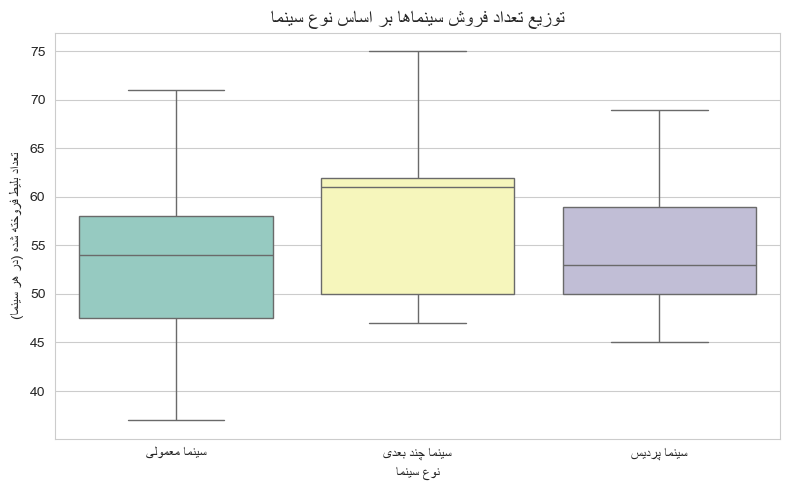 توزیع تعداد فروش سینماها بر اساس نوع سینما
تعداد بلیط فروخته شده (در هر سینما)
75
70
65
60
55
50
45
40
سینما معمولی
سینما چند بعدی
سینما پردیس
نوع سینما